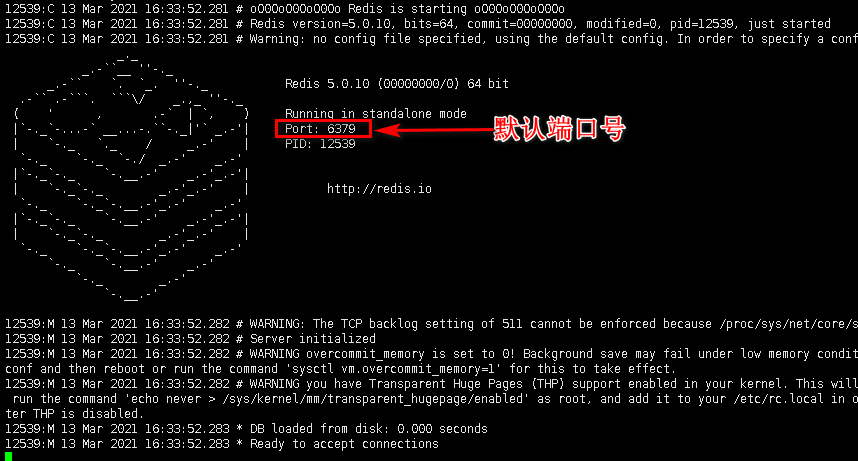 12539:C 13 Mar 2021 16:33:52.281 # oO0OoO0OoO0Oo Redis is starting oO0OoO0OoO0Oo
12539:C 13 Mar 2021 16:33:52.281 # Redis version=5.0.10, bits=64, commit=00000000, modified=0, pid=12539, just started
12539:C 13 Mar 2021 16:33:52.281 # Warning: no config file specified, using the default config. In order to specify a conf
Redis 5.0.10 (00000000/0) 64 bit
Running in standalone mode
Port: 6379
默认端口号
PID: 12539
http://redis.io
12539:M 13 Mar 2021 16:33:52.282 # WARNING: The TCP backlog setting of 511 cannot be enforced because /proc/sys/net/core/s
12539:M 13 Mar 2021 16:33:52.282 # Server initialized
12539:M 13 Mar 2021 16:33:52.282 # WARNING overcommit_memory is set to 0! Background save may fail under low memory condit
conf and then reboot or run the command 'sysctl vm.overcommit_memory=1' for this to take effect.
12539:M 13 Mar 2021 16:33:52.282 # WARNING you have Transparent Huge Pages (THP) support enabled in your kernel. This will
run the command 'echo never > /sys/kernel/mm/transparent_hugepage/enabled' as root, and add it to your /etc/rc.local in o
ter THP is disabled.
12539:M 13 Mar 2021 16:33:52.283 * DB loaded from disk: 0.000 seconds
12539:M 13 Mar 2021 16:33:52.283 * Ready to accept connections